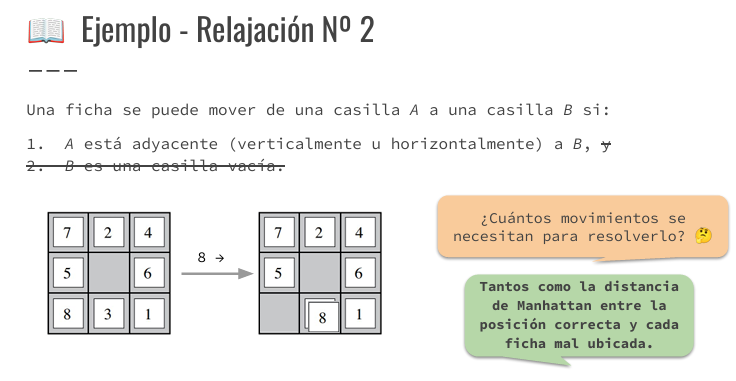 📖 Ejemplo - Relajación Nº 2
Una ficha se puede mover de una casilla A a una casilla B si:
1. A está adyacente (verticalmente u horizontalmente) a B, y
2. B es una casilla vacía.
7 2 4
5 6
8 3 1
8 →
7 2 4
5 6
8 1
¿Cuántos movimientos se
necesitan para resolverlo? 🤔
Tantos como la distancia
de Manhattan entre la
posición correcta y cada
ficha mal ubicada.